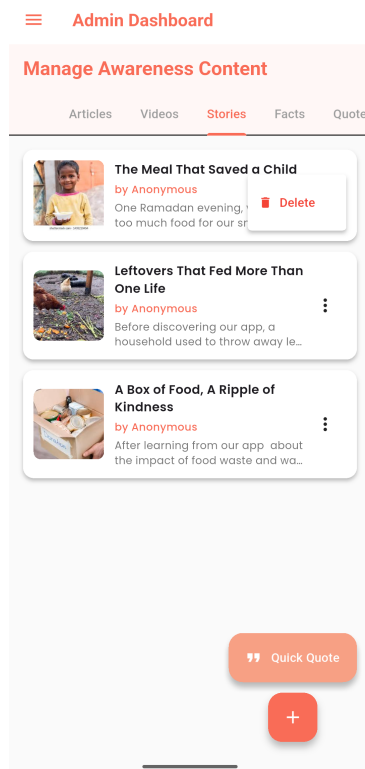 Admin Dashboard
Manage Awareness Content
Articles Videos Stories Facts Quote
The Meal That Saved a Child
by Anonymous
One Ramadan evening,
too much food for our
Delete
Leftovers That Fed More Than
One Life
by Anonymous
Before discovering our app, a
household used to throw away le...
A Box of Food, A Ripple of
Kindness
by Anonymous
After learning from our app about
the impact of food waste and wa...
Quick Quote